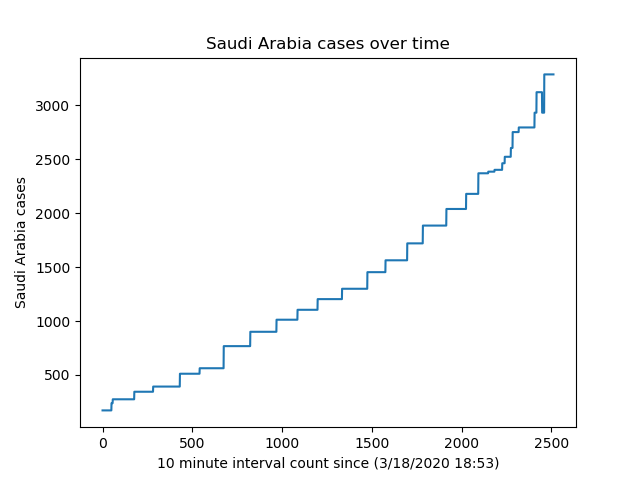 Saudi Arabia cases over time
3000
2500
2000
1500
1000
500
Saudi Arabia cases
0 500 1000 1500 2000 2500
10 minute interval count since (3/18/2020 18:53)